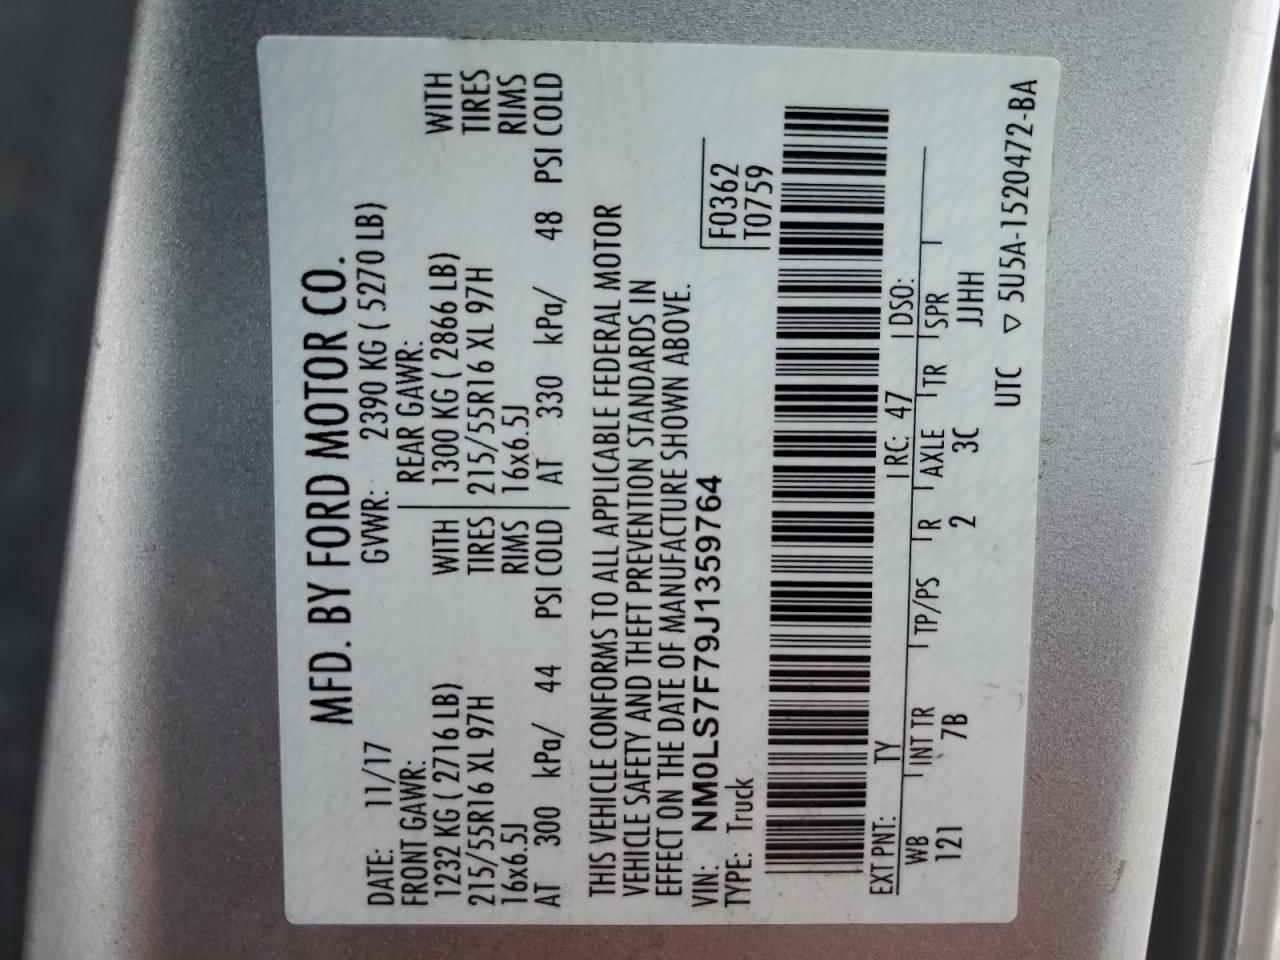 MFD. BY FORD MOTOR CO.
DATE: 11/17 GVWR: 2390 KG ( 5270 LB)
FRONT GAWR: REAR GAWR:
1232 KG ( 2716 LB) WITH 1300 KG ( 2866 LB) WITH
215/55R16 XL 97H TIRES 215/55R16 XL 97H TIRES
16x6.5J RIMS 16x6.5J RIMS
AT 300 kPa/ 44 PSI COLD AT 330 kPa/ 48 PSI COLD
THIS VEHICLE CONFORMS TO ALL APPLICABLE FEDERAL MOTOR
VEHICLE SAFETY AND THEFT PREVENTION STANDARDS IN
EFFECT ON THE DATE OF MANUFACTURE SHOWN ABOVE.
VIN: NM0LS7F79J1359764 F0362
TYPE: Truck T0759
EXT PNT: TY RC: 47 DSO:
WB INT TR TP/PS R AXLE TR SPR
121 7B 2 3C JJHH
UTC ▽ 5U5A-1520472-BA